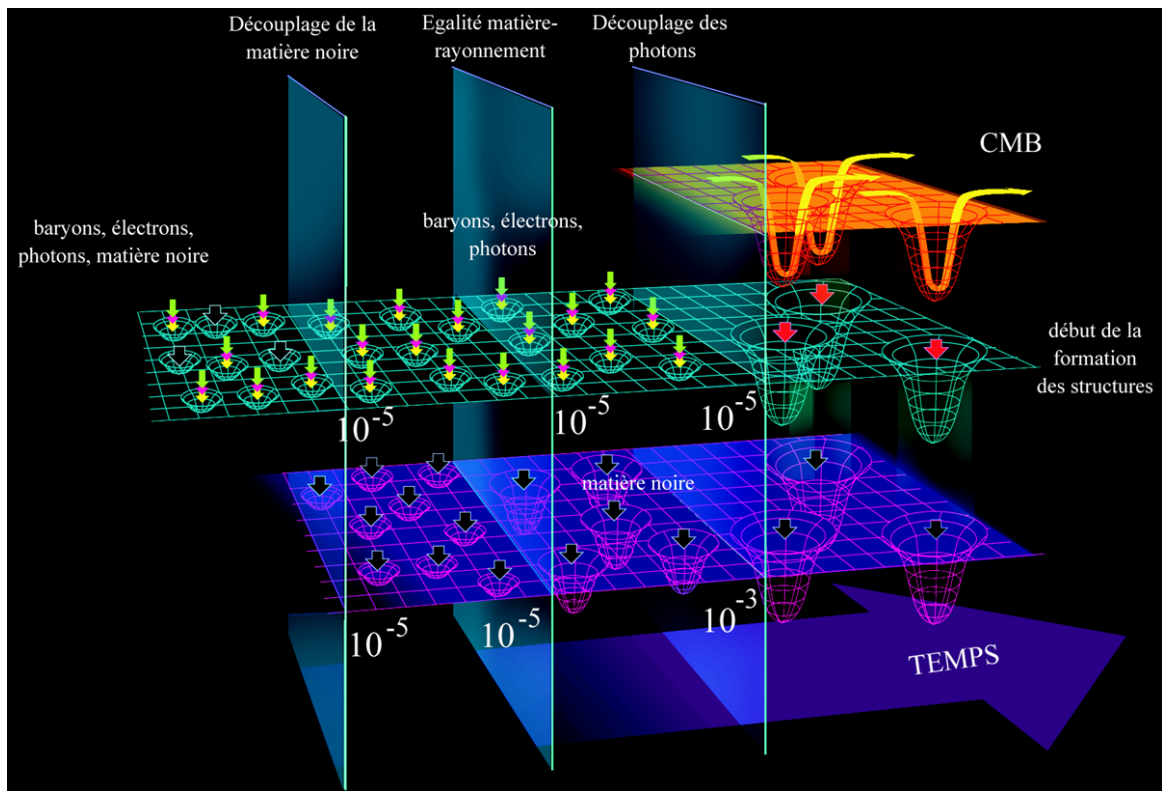 Découplage de la
matière noire
Egalité matière-
rayonnement
Découplage des
photons
CMB
baryons, électrons,
photons, matière noire
baryons, électrons,
photons
début de la
formation
des structures
10-5
10-5
10-5
matière noire
10-5
10-5
10-3
TEMPS